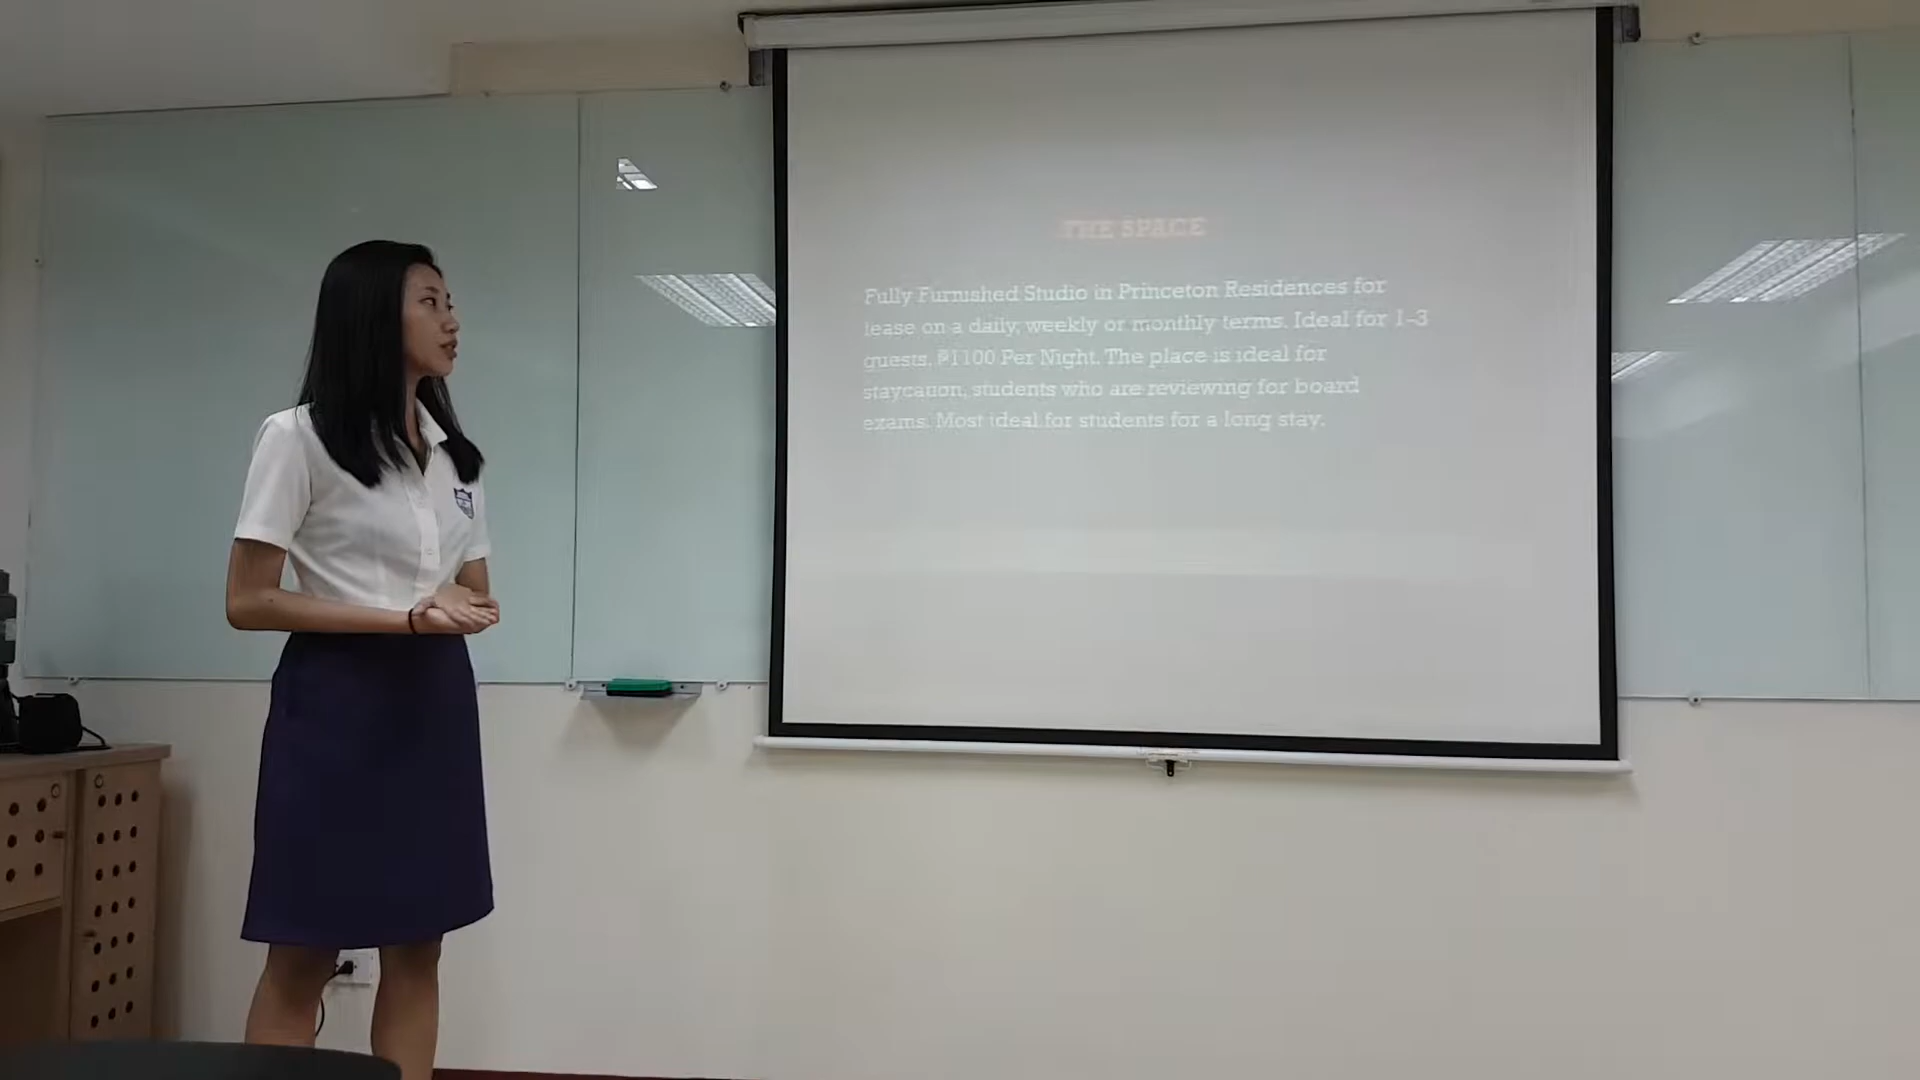 THE SPACE
Fully Furnished Studio in Princeton Residences for
lease on a daily, weekly or monthly terms. Ideal for 1-3
guests. ₱1100 Per Night. The place is ideal for
staycation, students who are reviewing for board
exams. Most ideal for students for a long stay.